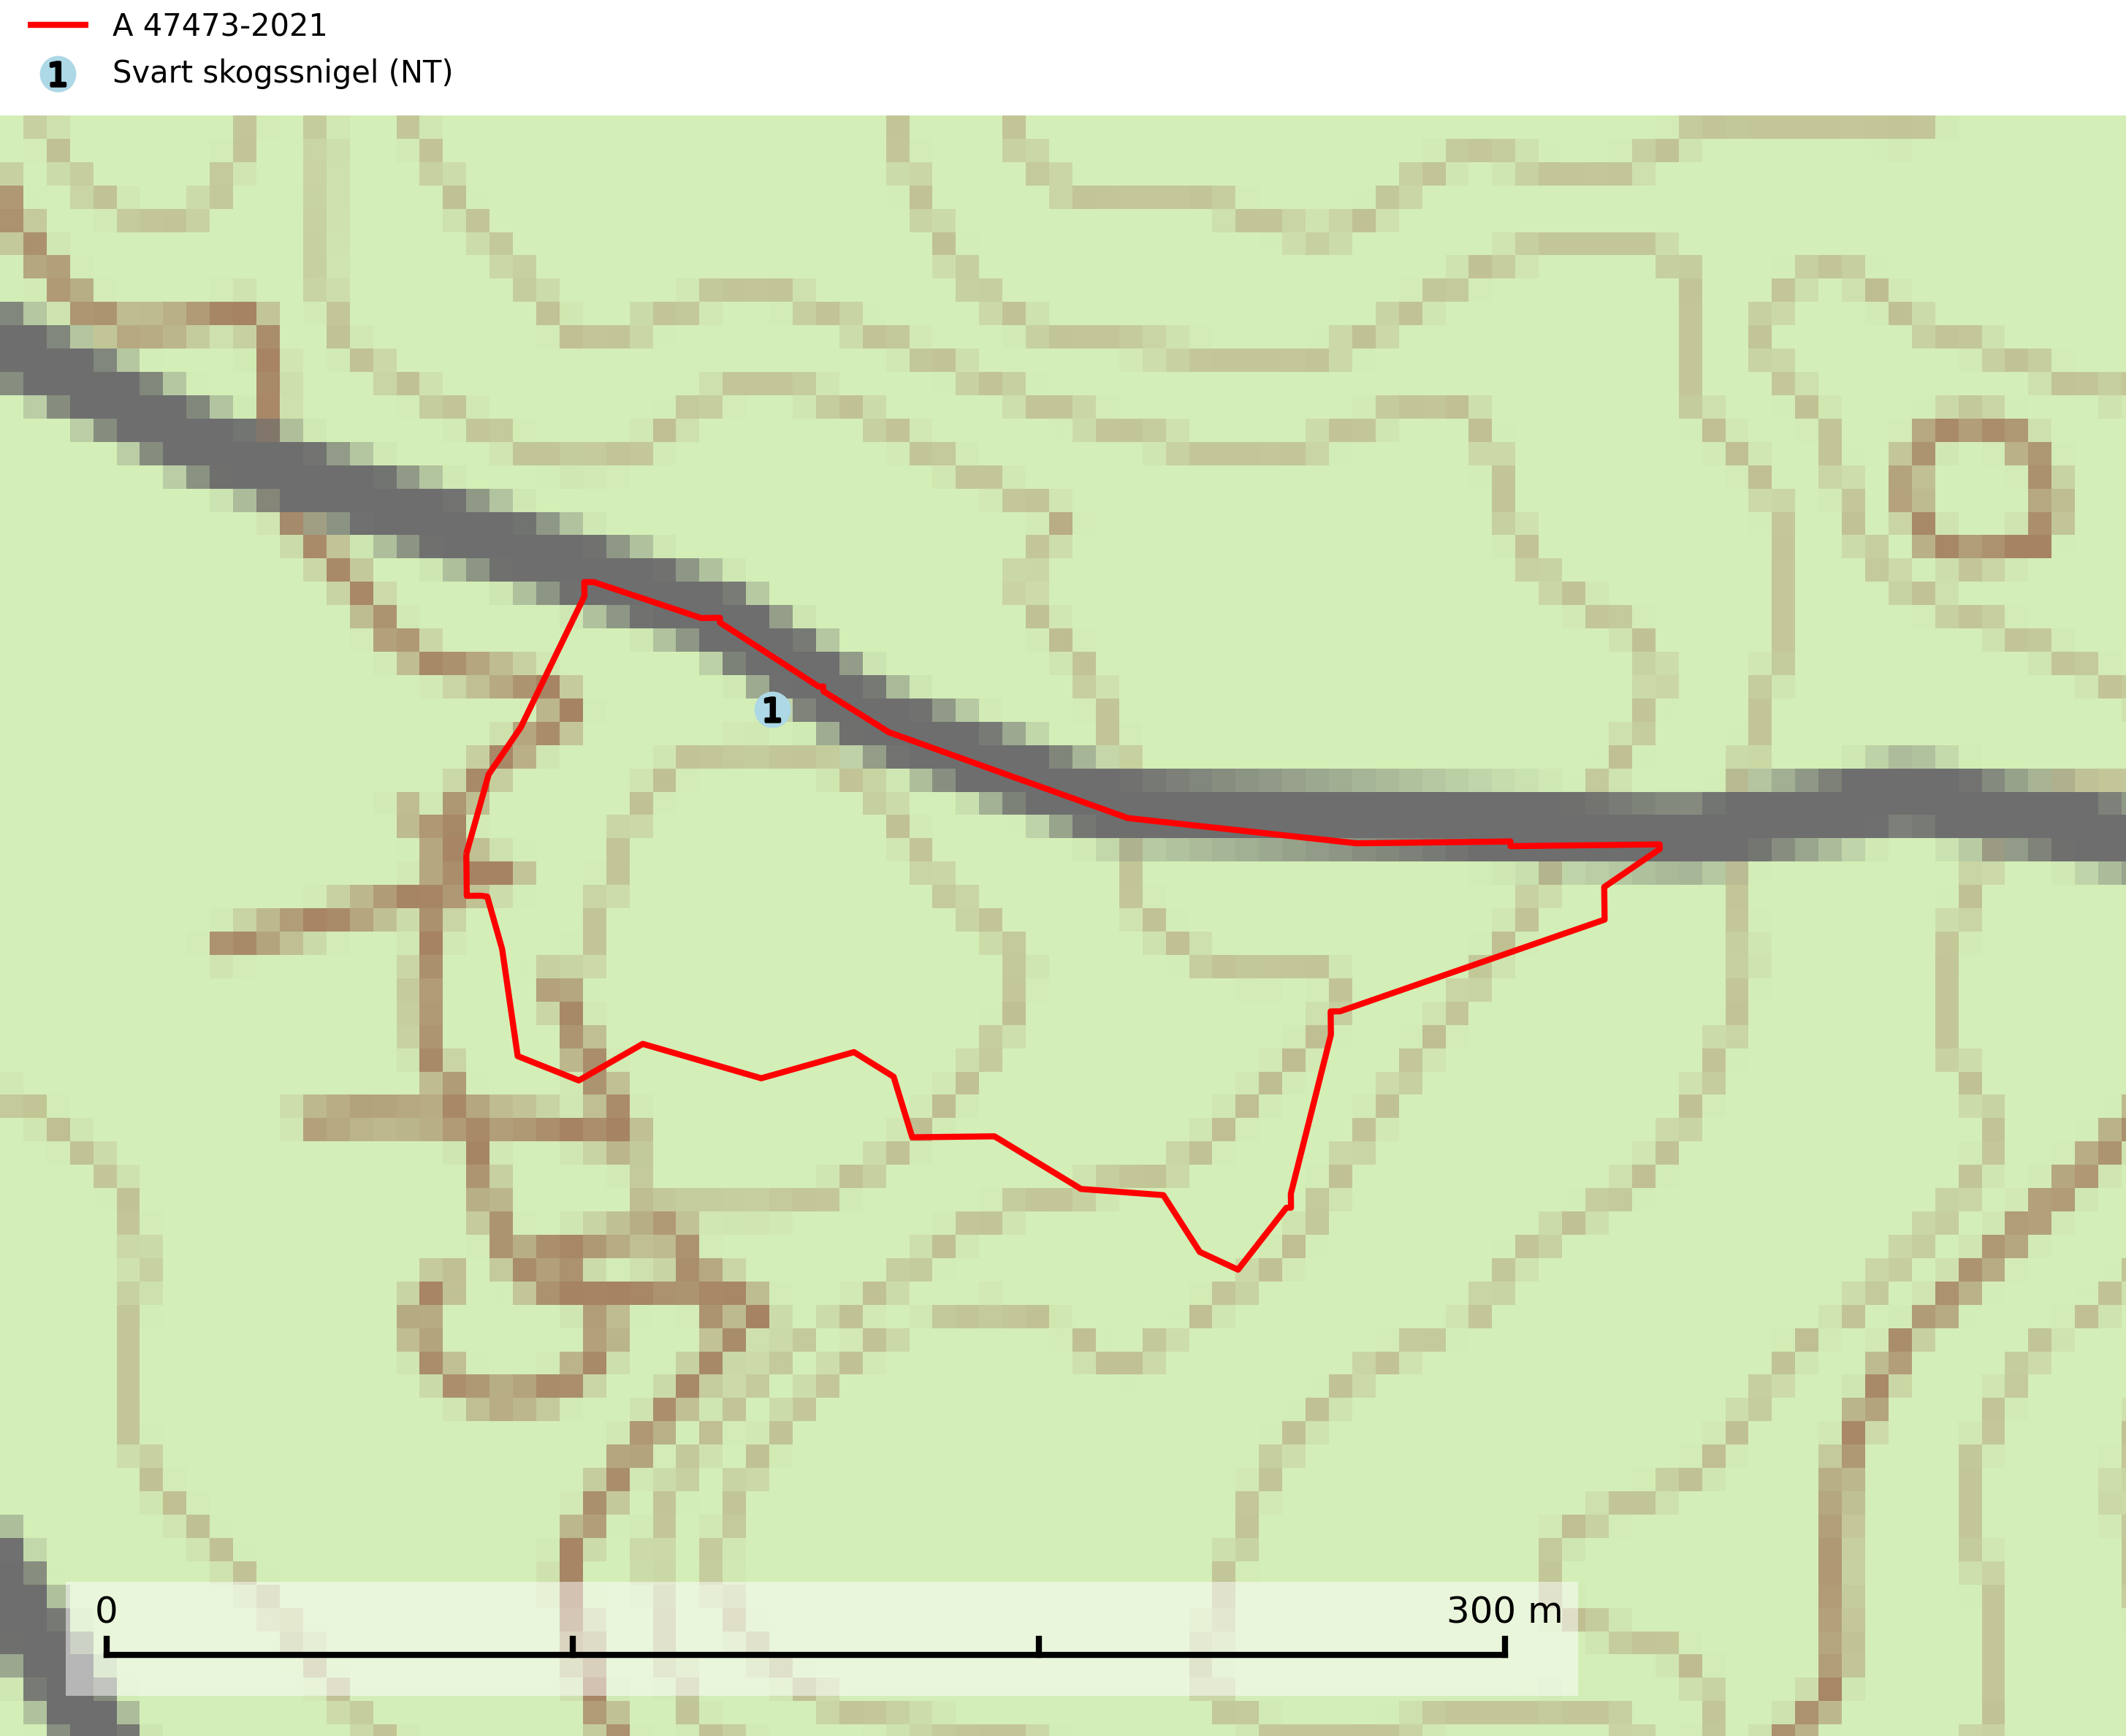 A 47473-2021
1 Svart skogssnigel (NT)
1
0 300 m